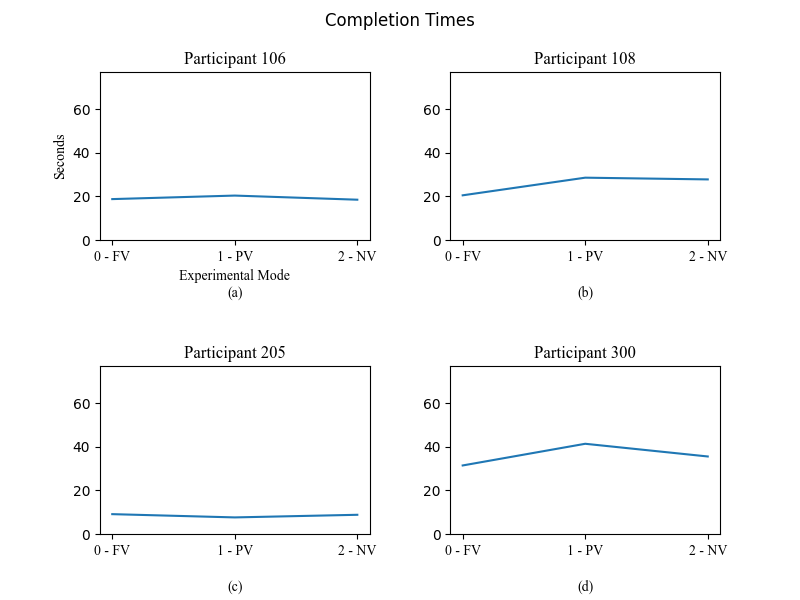 Completion Times
Participant 106
Seconds
60
40
20
0
0 - FV 1 - PV 2 - NV
Experimental Mode
(a)
Participant 108
60
40
20
0
0 - FV 1 - PV 2 - NV
(b)
Participant 205
60
40
20
0
0 - FV 1 - PV 2 - NV
(c)
Participant 300
60
40
20
0
0 - FV 1 - PV 2 - NV
(d)